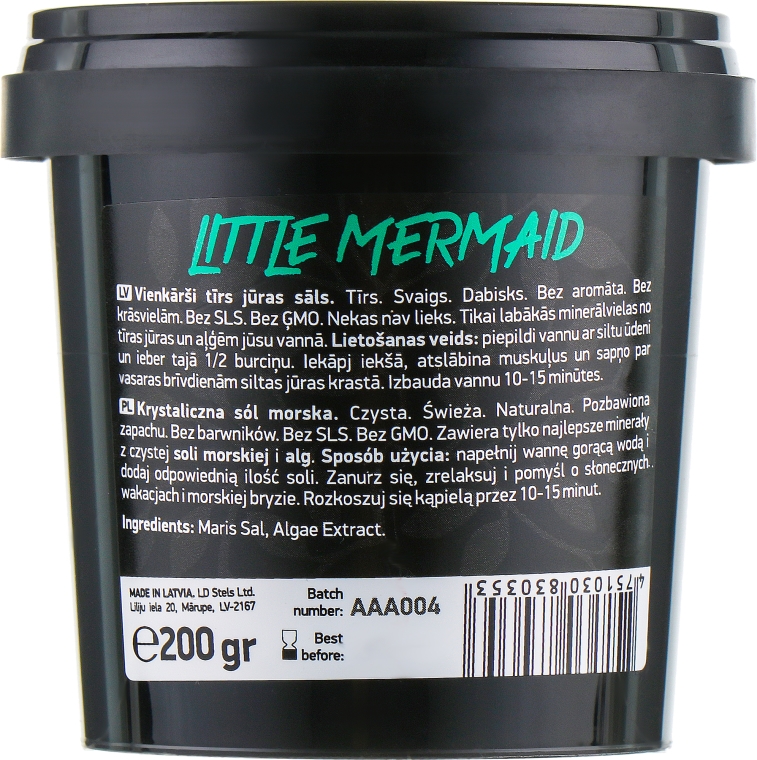 LITTLE MERMAID
LV Vienkārši tīrs jūras sāls. Tīrs. Svaigs. Dabisks. Bez aromāta. Bez
krāsvielām. Bez SLS. Bez ĢMO. Nekas nav lieks. Tikai labākās minerālvielas no
tīras jūras un aļģēm jūsu vannā. Lietošanas veids: piepildi vannu ar siltu ūdeni
un ieber tajā 1/2 burciņu. Iekāpj iekšā, atslābina muskuļus un sapņo par
vasaras brīvdienām siltas jūras krastā. Izbauda vannu 10-15 minūtes.
PL Krystaliczna sól morska. Czysta. Świeża. Naturalna. Pozbawiona
zapachu. Bez barwników. Bez SLS. Bez GMO. Zawiera tylko najlepsze minerały
z czystej soli morskiej i alg. Sposób użycia: napełnij wannę gorącą wodą i
dodaj odpowiednią ilość soli. Zanurz się, zrelaksuj i pomyśl o słonecznych
wakacjach i morskiej bryzie. Rozkoszuj się kąpielą przez 10-15 minut.
Ingredients: Maris Sal, Algae Extract.
MADE IN LATVIA. LD Stels Ltd.
Liliju iela 20, Mārupe, LV-2167
℮200 gr
Batch
number: AAA004
Best
before:
4751030830353